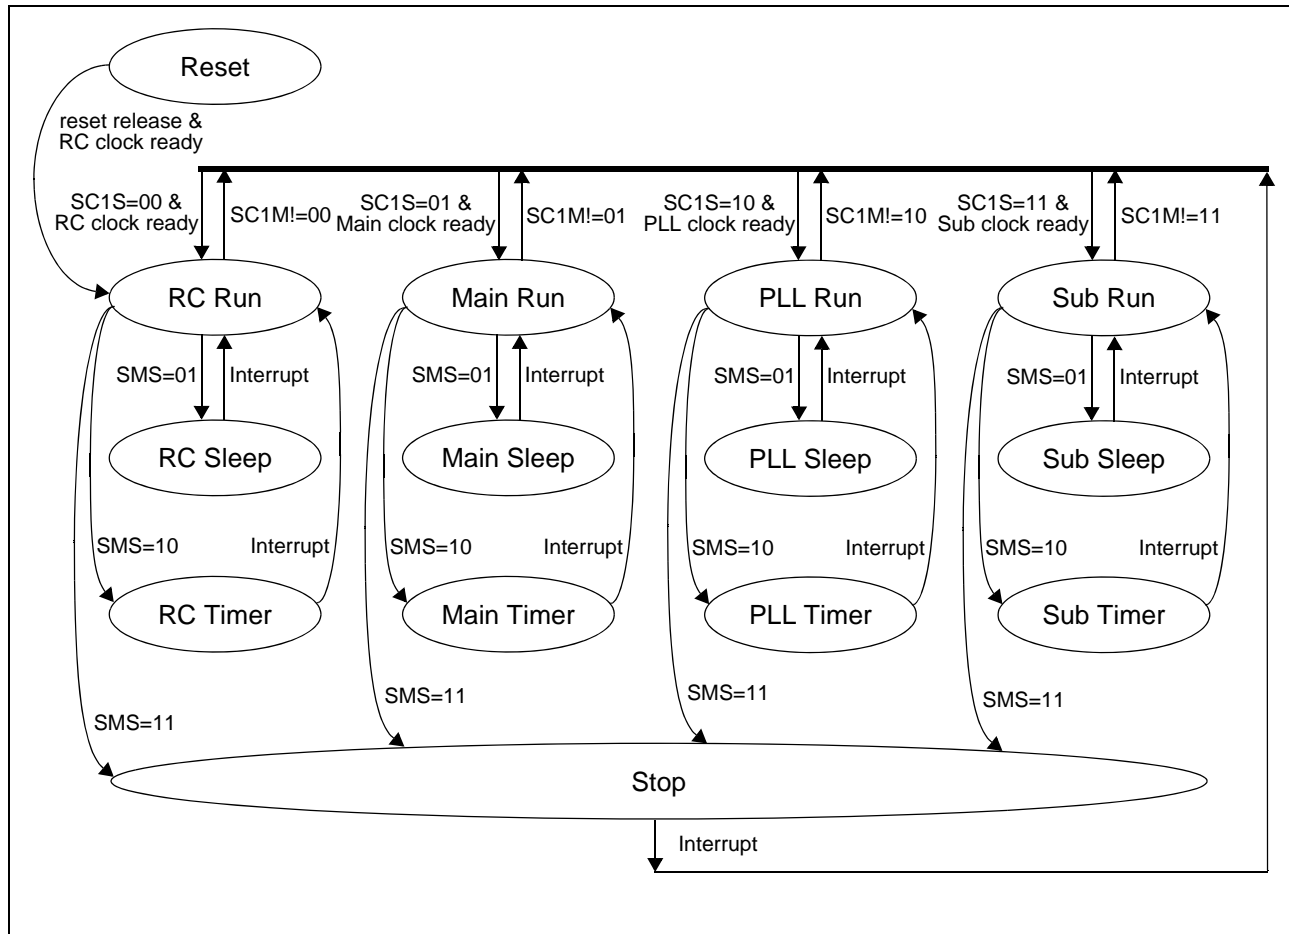 Reset
reset release &
RC clock ready
SC1S=00 &
RC clock ready
SC1M!=00
SC1S=01 &
Main clock ready
SC1M!=01
SC1S=10 &
PLL clock ready
SC1M!=10
SC1S=11 &
Sub clock ready
SC1M!=11
RC Run
Main Run
PLL Run
Sub Run
SMS=01
Interrupt
SMS=01
Interrupt
SMS=01
Interrupt
SMS=01
Interrupt
RC Sleep
Main Sleep
PLL Sleep
Sub Sleep
SMS=10
Interrupt
SMS=10
Interrupt
SMS=10
Interrupt
SMS=10
Interrupt
RC Timer
Main Timer
PLL Timer
Sub Timer
SMS=11
SMS=11
SMS=11
SMS=11
Stop
Interrupt